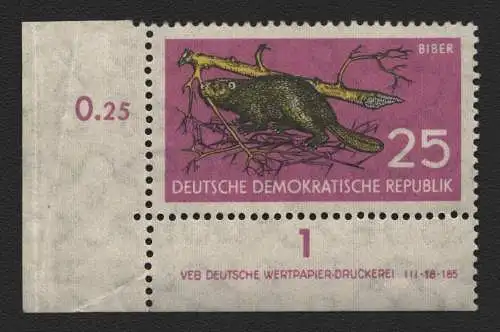 BIBER
0.25
25
DEUTSCHE DEMOKRATISCHE REPUBLIK
1
VEB DEUTSCHE WERTPAPIER-DRUCKEREI III-18-185